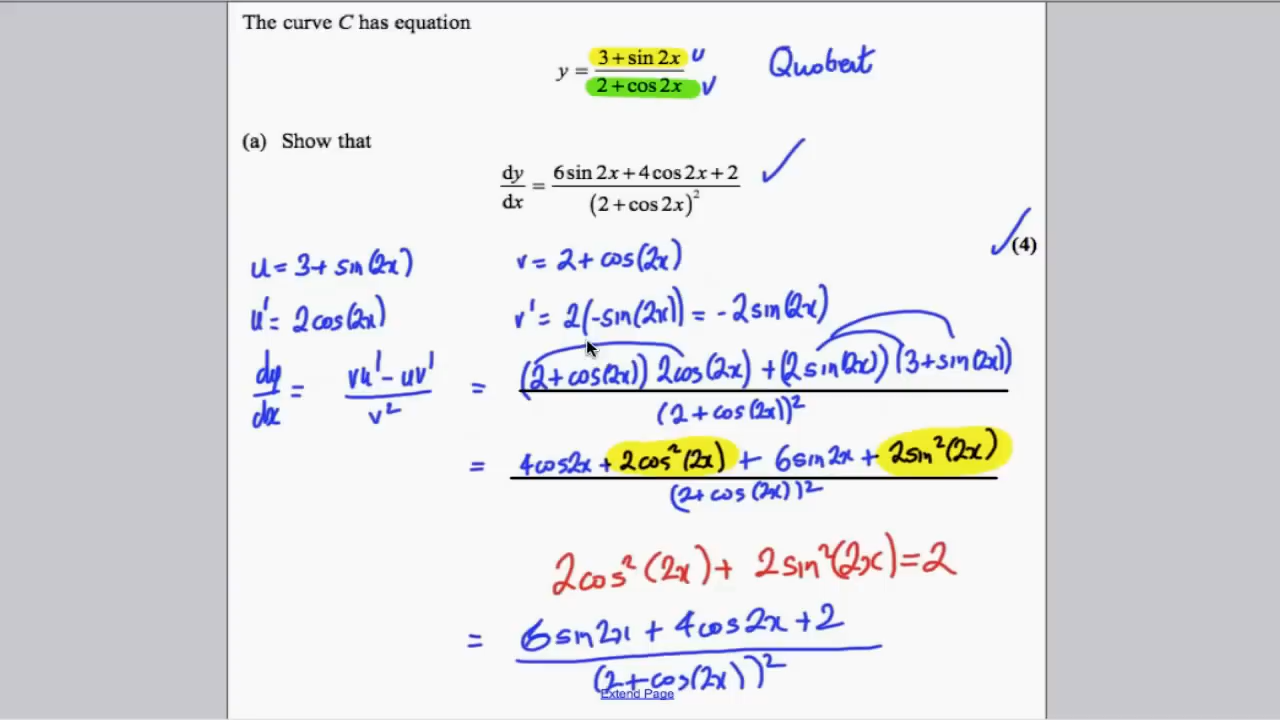 The curve C has equation
y = (3 + sin 2x)/(2 + cos 2x) u v Quobert
(a) Show that
dy/dx = (6 sin 2x + 4 cos 2x + 2)/(2 + cos 2x)² ✓
✓ (4)
u = 3 + sin(2x) v = 2 + cos(2x)
u' = 2cos(2x) v' = 2(-sin(2x)) = -2sin(2x)
dy/dx = (vu' - uv')/v² = ((2 + cos(2x)) 2cos(2x) + (2sin(2x)) (3 + sin(2x)))/(2 + cos(2x))²
= (4cos2x + 2cos²(2x) + 6sin2x + 2sin²(2x))/(2 + cos(2x))²
2cos²(2x) + 2sin²(2x) = 2
= (6sin2x + 4cos2x + 2)/(2 + cos(2x))²
Extend Page